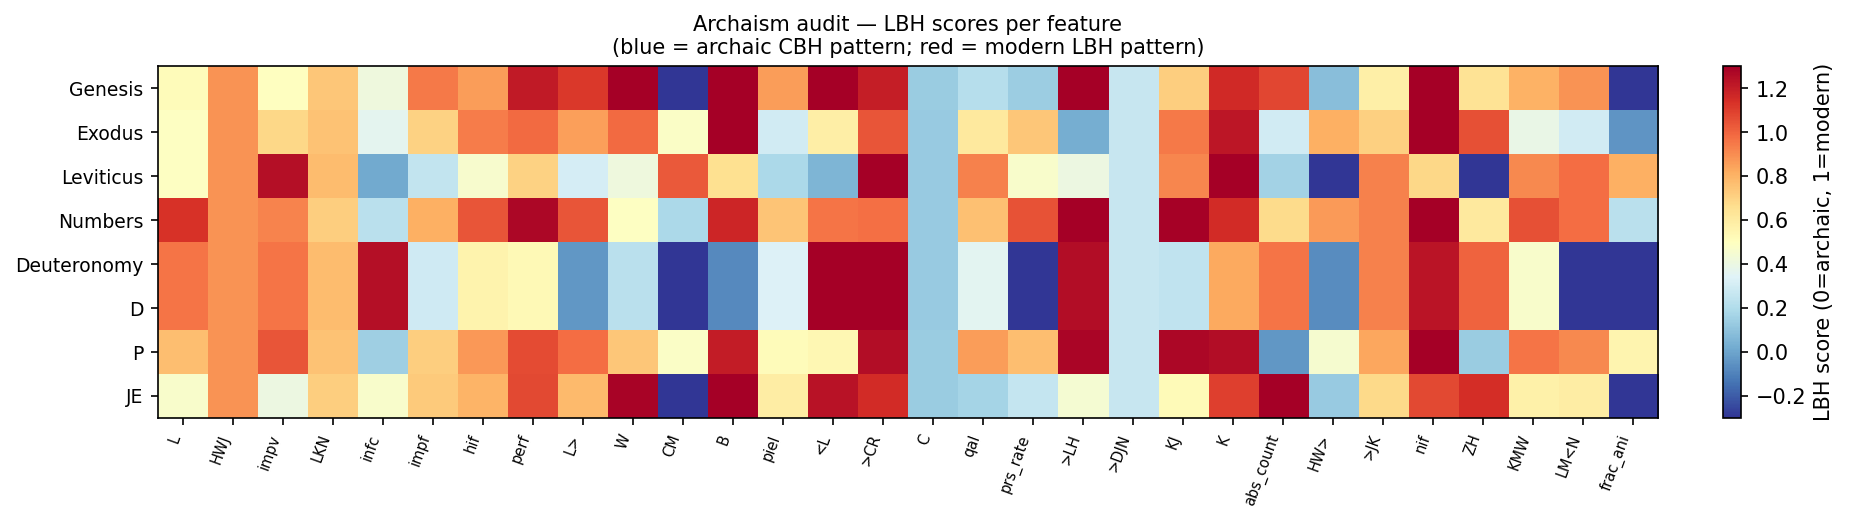 Archaism audit — LBH scores per feature
(blue = archaic CBH pattern; red = modern LBH pattern)
Genesis
Exodus
Leviticus
Numbers
Deuteronomy
D
P
JE
L
HWJ
impv
LKN
infc
impf
hif
perf
L>
W
CM
B
piel
<L
>CR
C
qal
prs_rate
>LH
>DJN
KJ
K
abs_count
HW>
>JK
nif
ZH
KMW
LM<N
frac_ani
1.2
1.0
0.8
0.6
0.4
0.2
0.0
−0.2
LBH score (0=archaic, 1=modern)